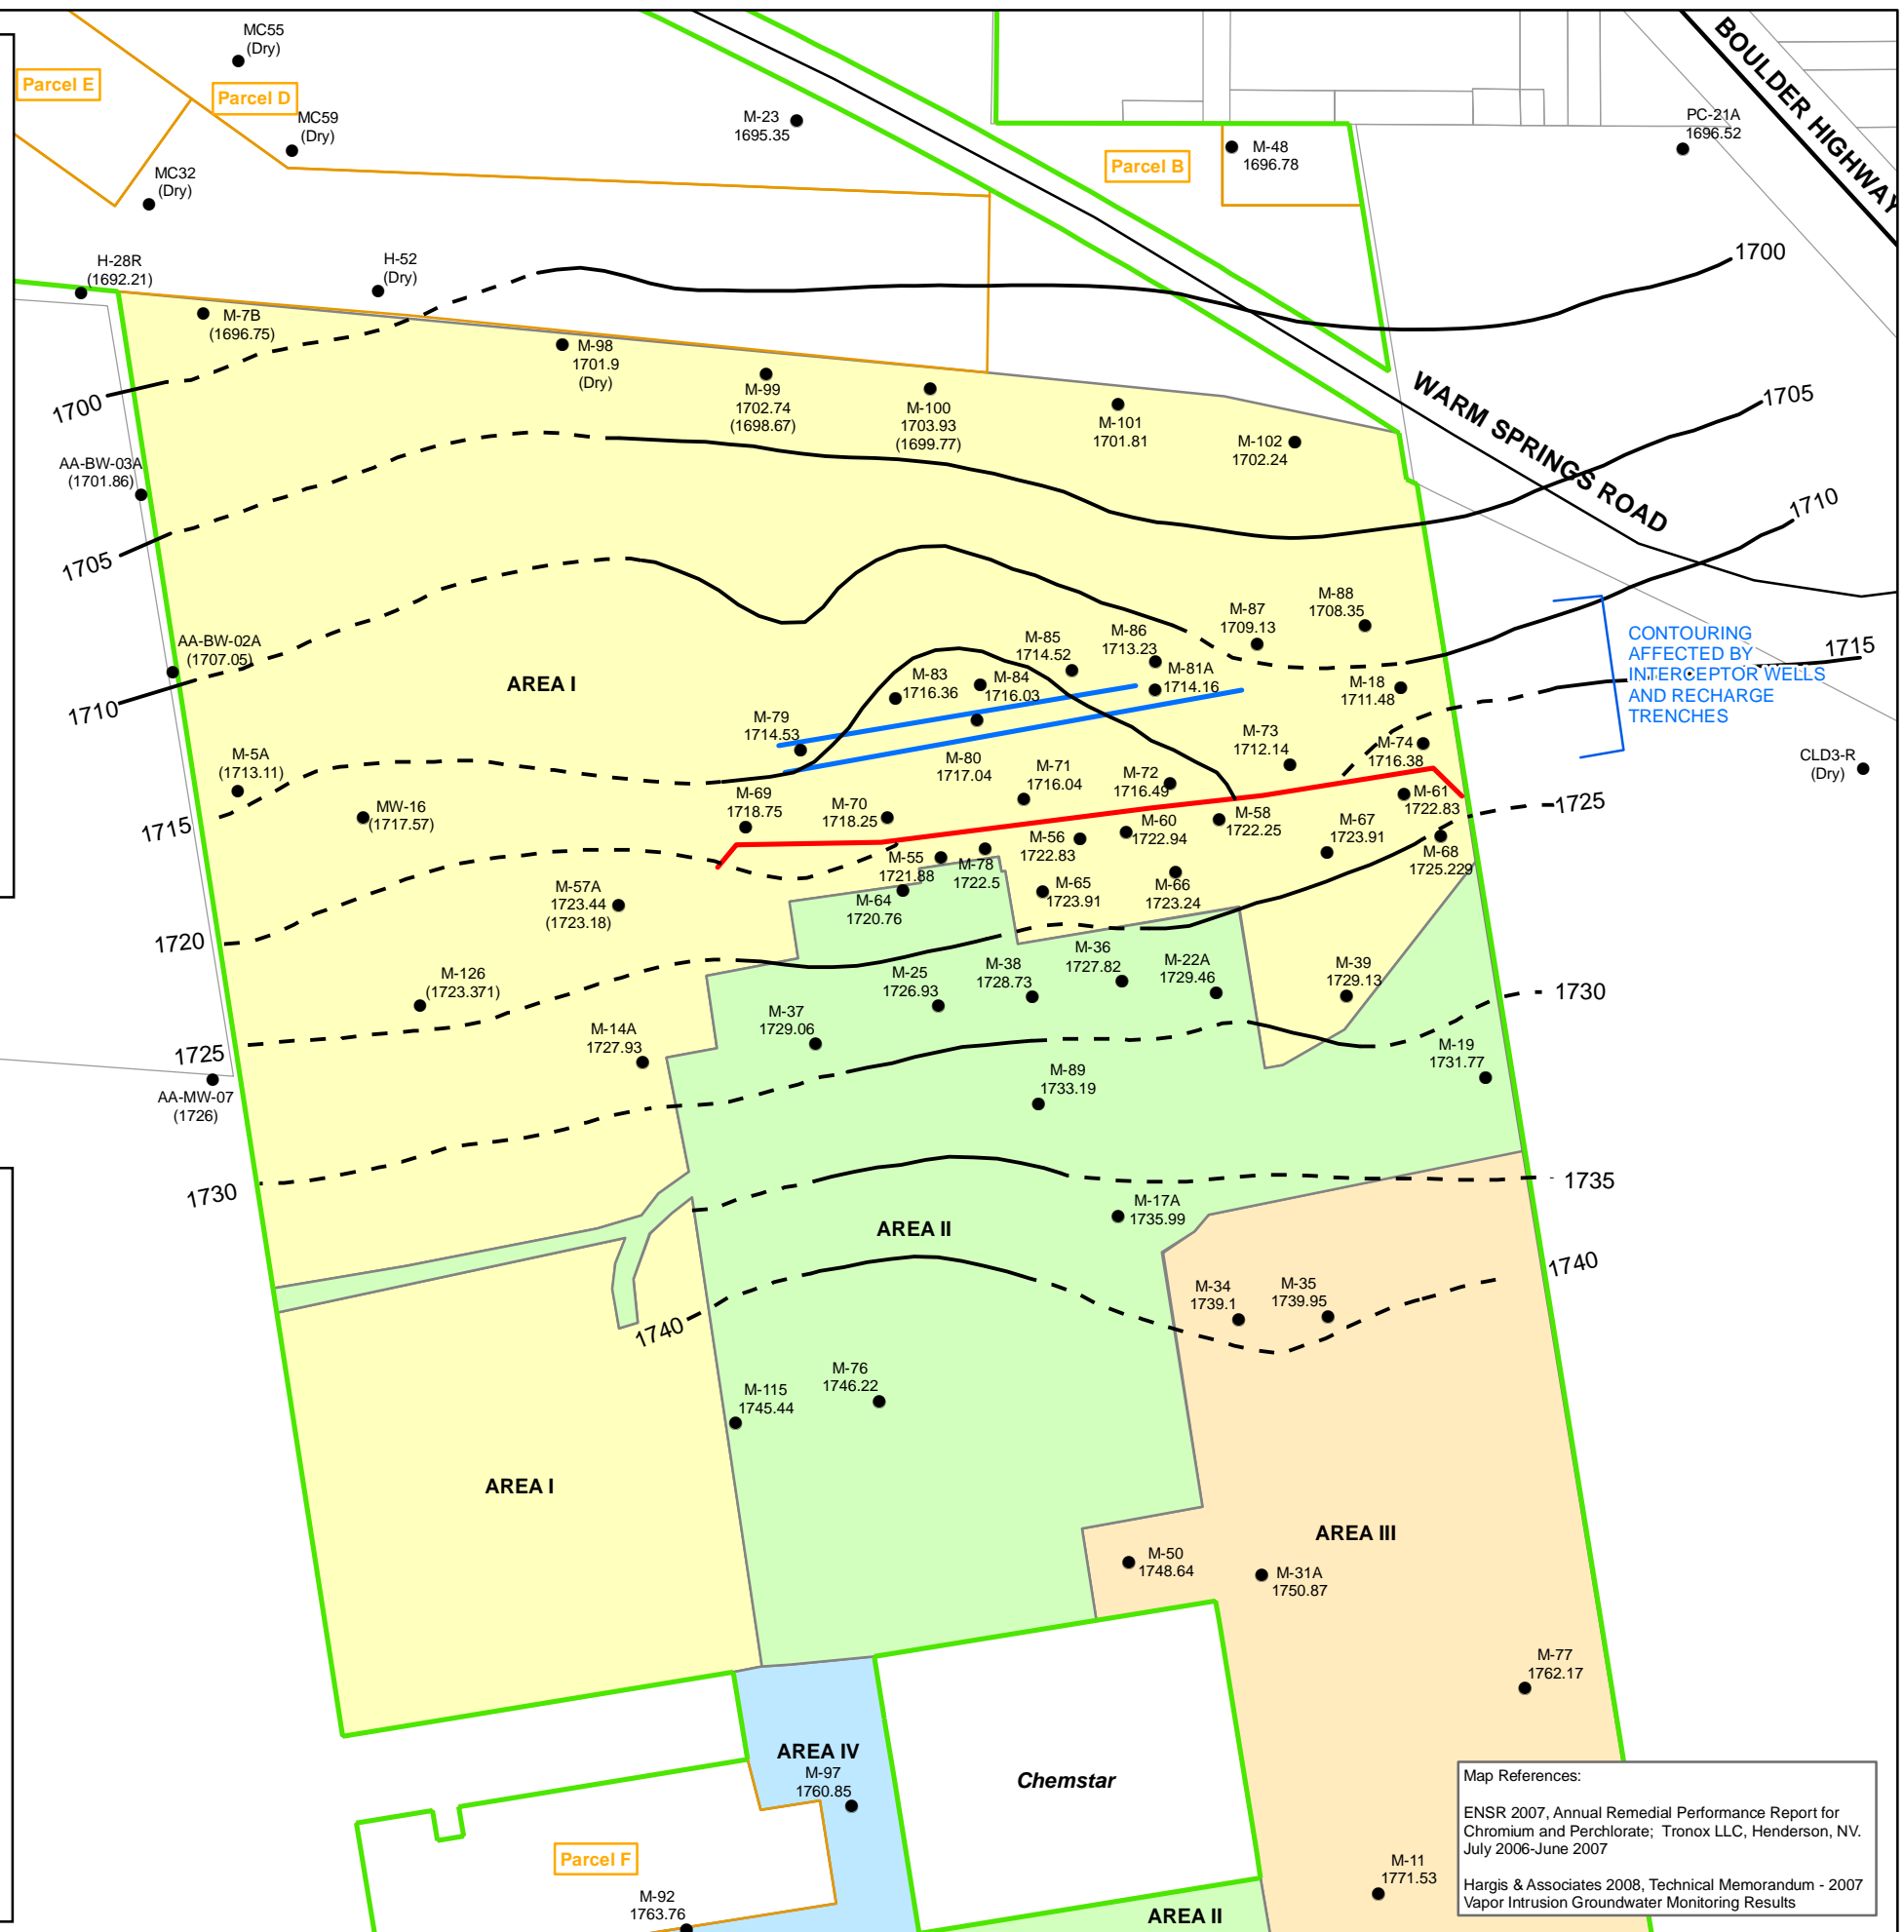 MC55
(Dry)
Parcel E
Parcel D
MC59
(Dry)
M-23
1695.35
MC32
(Dry)
Parcel B
M-48
1696.78
PC-21A
1696.52
BOULDER HIGHWAY
H-28R
(1692.21)
H-52
(Dry)
1700
M-7B
(1696.75)
M-98
1701.9
(Dry)
M-99
1702.74
(1698.67)
M-100
1703.93
(1699.77)
M-101
1701.81
M-102
1702.24
WARM SPRINGS ROAD
1705
1700
AA-BW-03A
(1701.86)
1710
1705
AA-BW-02A
(1707.05)
AREA I
M-85
1714.52
M-86
1713.23
M-87
1709.13
M-88
1708.35
CONTOURING
AFFECTED BY
INTERCEPTOR WELLS
AND RECHARGE
TRENCHES
1715
M-83
1716.36
M-84
1716.03
M-81A
1714.16
M-18
1711.48
1710
M-79
1714.53
M-73
1712.14
M-74
1716.38
M-5A
(1713.11)
M-80
1717.04
M-71
1716.04
M-72
1716.49
CLD3-R
(Dry)
MW-16
(1717.57)
M-69
1718.75
M-70
1718.25
M-61
1722.83
1725
1715
M-58
1722.25
M-60
1722.94
M-67
1723.91
M-56
1722.83
M-68
1725.229
M-55
1721.88
M-78
1722.5
M-57A
1723.44
(1723.18)
M-64
1720.76
M-65
1723.91
M-66
1723.24
1720
M-126
(1723.371)
M-25
1726.93
M-38
1728.73
M-36
1727.82
M-22A
1729.46
M-39
1729.13
1730
M-37
1729.06
M-14A
1727.93
1725
M-19
1731.77
AA-MW-07
(1726)
M-89
1733.19
1730
1735
M-17A
1735.99
AREA II
1740
M-34
1739.1
M-35
1739.95
1740
M-76
1746.22
M-115
1745.44
AREA I
AREA III
M-50
1748.64
M-31A
1750.87
M-77
1762.17
AREA IV
M-97
1760.85
Chemstar
Parcel F
M-92
1763.76
M-11
1771.53
AREA II
Map References:
ENSR 2007, Annual Remedial Performance Report for
Chromium and Perchlorate; Tronox LLC, Henderson, NV.
July 2006-June 2007
Hargis & Associates 2008, Technical Memorandum - 2007
Vapor Intrusion Groundwater Monitoring Results